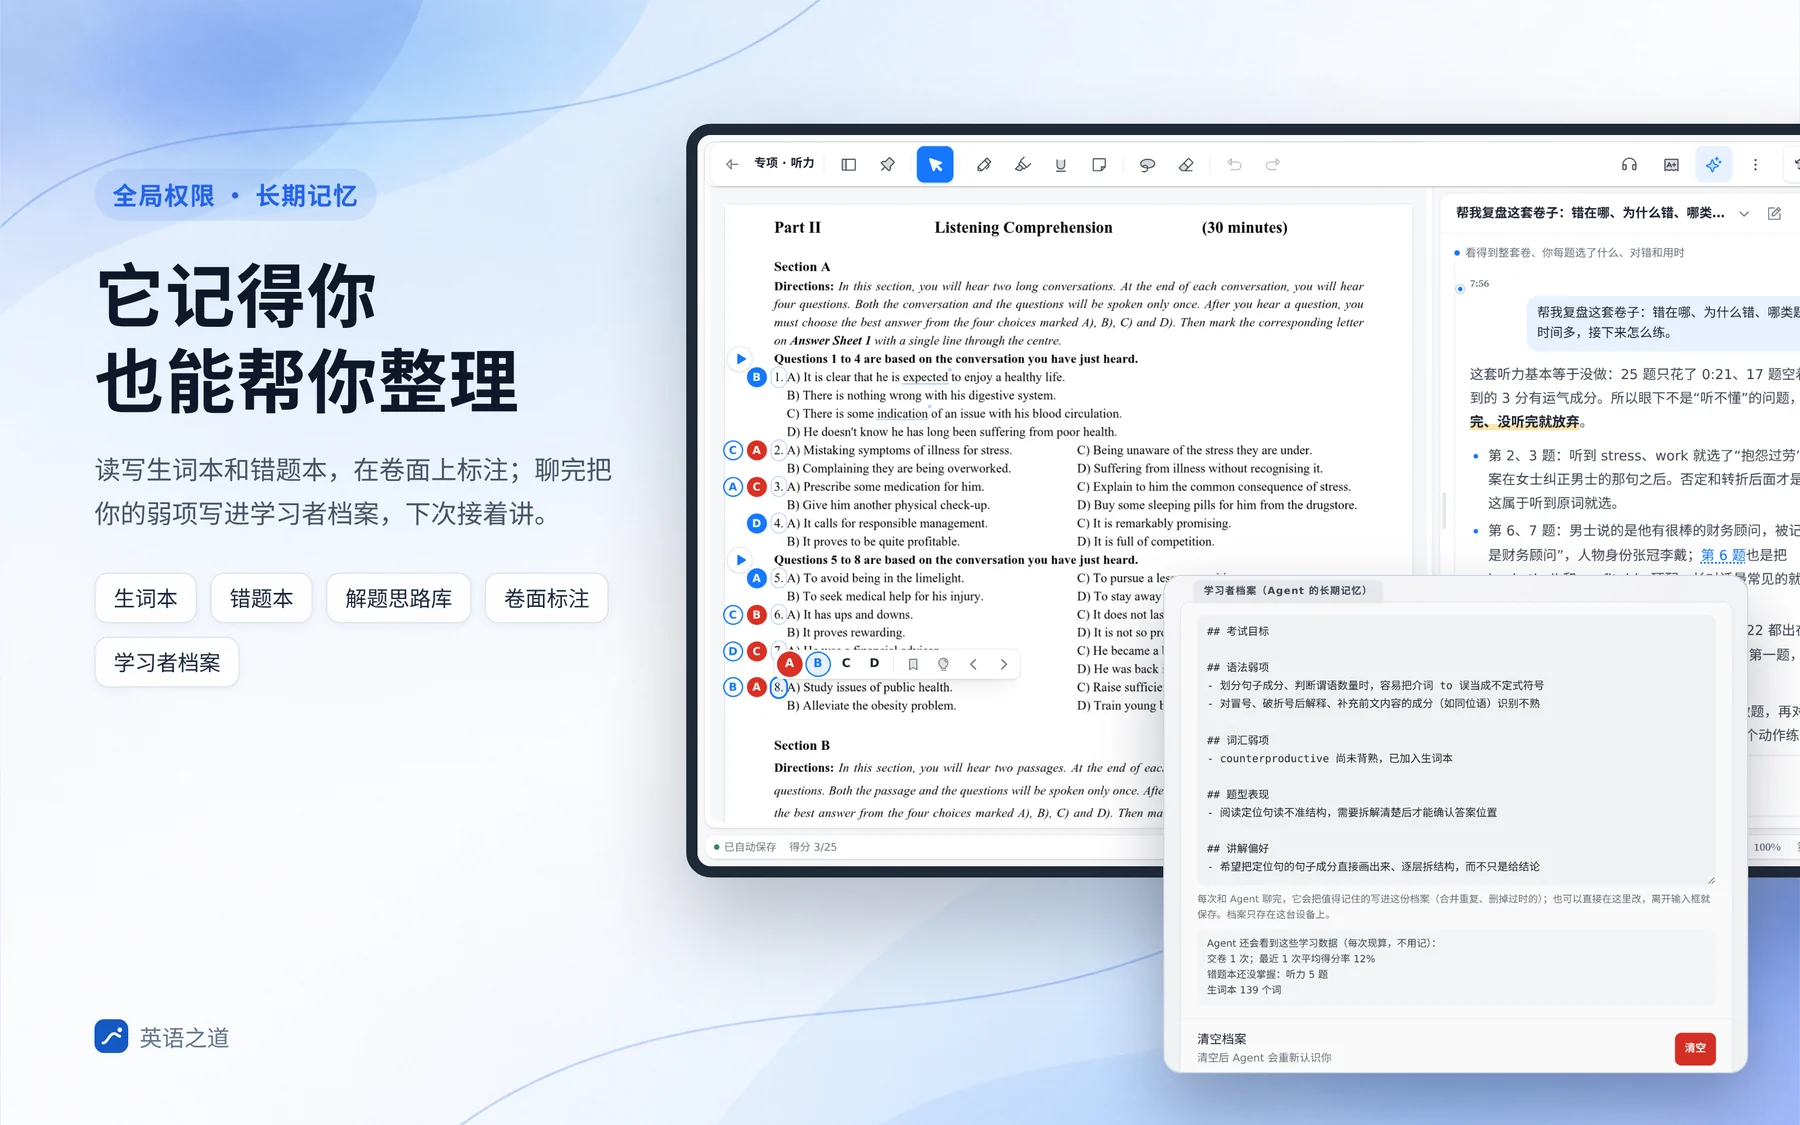 全局权限 · 长期记忆
它记得你
也能帮你整理
读写生词本和错题本，在卷面上标注；聊完把
你的弱项写进学习者档案，下次接着讲。
生词本
错题本
解题思路库
卷面标注
学习者档案
英语之道
专项 · 听力
Part II Listening Comprehension (30 minutes)
Section A
Directions: In this section, you will hear two long conversations. At the end of each conversation, you will hear
four questions. Both the conversation and the questions will be spoken only once. After you hear a question, you
must choose the best answer from the four choices marked A), B), C) and D). Then mark the corresponding letter
on Answer Sheet 1 with a single line through the centre.
Questions 1 to 4 are based on the conversation you have just heard.
B 1. A) It is clear that he is expected to enjoy a healthy life.
B) There is nothing wrong with his digestive system.
C) There is some indication of an issue with his blood circulation.
D) He doesn't know he has long been suffering from poor health.
C A 2. A) Mistaking symptoms of illness for stress. C) Being unaware of the stress they are under.
B) Complaining they are being overworked. D) Suffering from illness without recognising it.
A C 3. A) Prescribe some medication for him. C) Explain to him the common consequence of stress.
B) Give him another physical check-up. D) Buy some sleeping pills for him from the drugstore.
D 4. A) It calls for responsible management. C) It is remarkably promising.
B) It proves to be quite profitable. D) It is full of competition.
Questions 5 to 8 are based on the conversation you have just heard.
A 5. A) To avoid being in the limelight. C) To pursue a less
B) To seek medical help for his injury. D) To stay away
C B 6. A) It has ups and downs. C) It does not las
B) It proves rewarding. D) It is not so pro
D C 7. C) He became a
A B C D
D) He was back
B A 8. A) Study issues of public health. C) Raise sufficie
B) Alleviate the obesity problem. D) Train young
Section B
Directions: In this section, you will hear two passages. At the end of eac
questions. Both the passage and the questions will be spoken only once. Afte
the best answer from the four choices marked A), B), C) and D). Then ma
已自动保存 得分 3/25
帮我复盘这套卷子：错在哪、为什么错、哪类...
看得到整套卷、你每题选了什么、对错和用时
7:56
帮我复盘这套卷子：错在哪、为什么错、哪类题
时间多，接下来怎么练。
这套听力基本等于没做：25 题只花了 0:21、17 题空着
到的 3 分有运气成分。所以眼下不是“听不懂”的问题，
完、没听完就放弃。
第 2、3 题：听到 stress、work 就选了“抱怨过劳”
案在女士纠正男士的那句之后。否定和转折后面才是
这属于听到原词就选。
第 6、7 题：男士说的是他有很棒的财务顾问，被记
是财务顾问”，人物身份张冠李戴；第 6 题也是把
22 都出在
第一题，
题，再对
个动作练
100%
学习者档案（Agent 的长期记忆）
## 考试目标
## 语法弱项
- 划分句子成分、判断谓语数量时，容易把介词 to 误当成不定式符号
- 对冒号、破折号后解释、补充前文内容的成分（如同位语）识别不熟
## 词汇弱项
- counterproductive 尚未背熟，已加入生词本
## 题型表现
- 阅读定位句读不准结构，需要拆解清楚后才能确认答案位置
## 讲解偏好
- 希望把定位句的句子成分直接画出来、逐层拆结构，而不只是给结论
每次和 Agent 聊完，它会把值得记住的写进这份档案（合并重复、删掉过时的）；也可以直接在这里改，离开输入框就
保存。档案只存在这台设备上。
Agent 还会看到这些学习数据（每次现算，不用记）：
交卷 1 次；最近 1 次平均得分率 12%
错题本还没掌握：听力 5 题
生词本 139 个词
清空档案
清空后 Agent 会重新认识你
清空